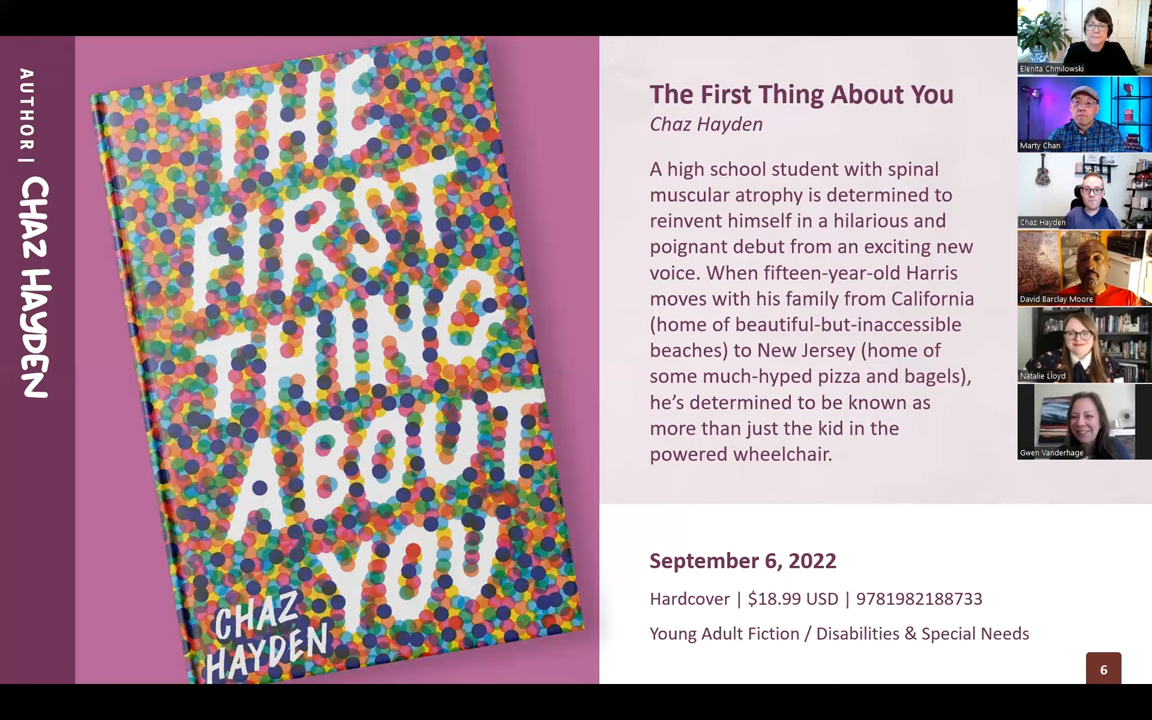 AUTHOR | CHAZ HAYDEN
THE
FIRST
THING
ABOUT
YOU
CHAZ
HAYDEN
The First Thing About You
Chaz Hayden
A high school student with spinal
muscular atrophy is determined to
reinvent himself in a hilarious and
poignant debut from an exciting new
voice. When fifteen-year-old Harris
moves with his family from California
(home of beautiful-but-inaccessible
beaches) to New Jersey (home of
some much-hyped pizza and bagels),
he’s determined to be known as
more than just the kid in the
powered wheelchair.
September 6, 2022
Hardcover | $18.99 USD | 9781982188733
Young Adult Fiction / Disabilities & Special Needs
6
Elenita Chmilowski
Marty Chan
Chaz Hayden
David Barclay Moore
Natalie Lloyd
Gwen Vanderhage